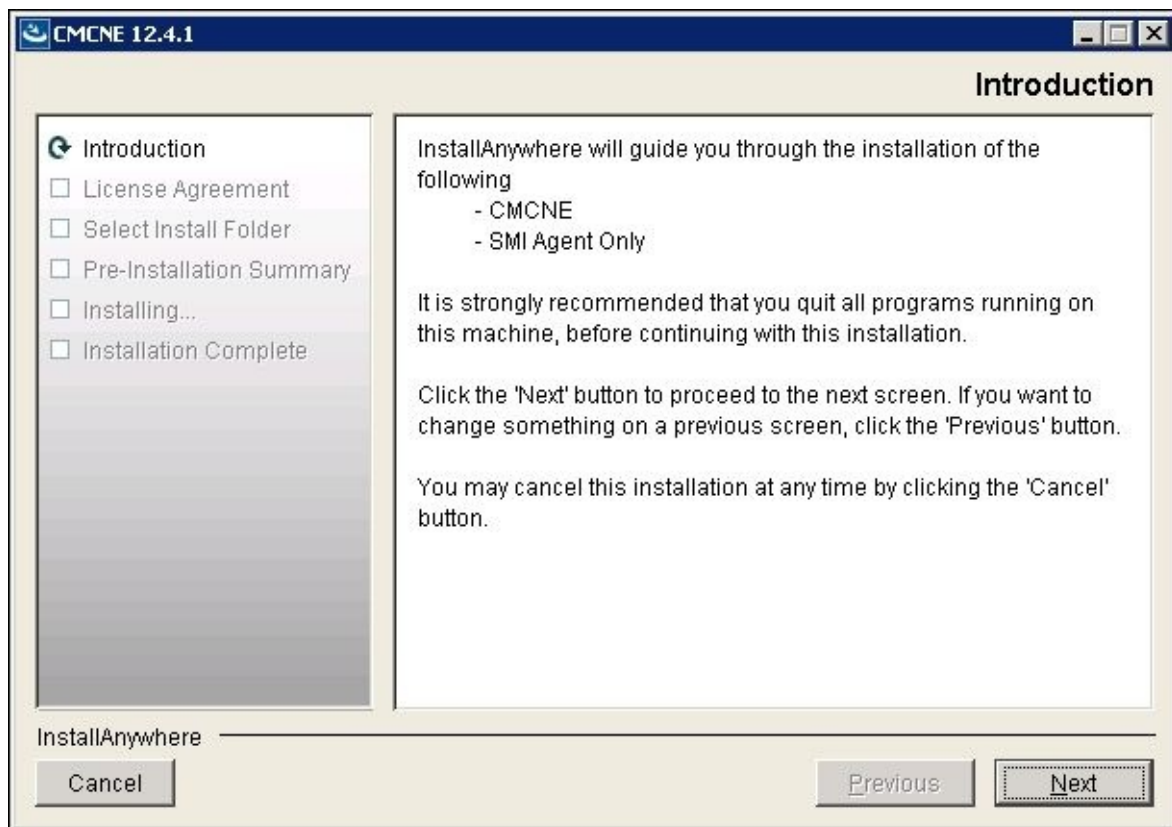 CMCNE 12.4.1
Introduction
Introduction
License Agreement
Select Install Folder
Pre-Installation Summary
Installing...
Installation Complete
InstallAnywhere will guide you through the installation of the
following
- CMCNE
- SMI Agent Only
It is strongly recommended that you quit all programs running on
this machine, before continuing with this installation.
Click the 'Next' button to proceed to the next screen. If you want to
change something on a previous screen, click the 'Previous' button.
You may cancel this installation at any time by clicking the 'Cancel'
button.
InstallAnywhere
Cancel
Previous
Next